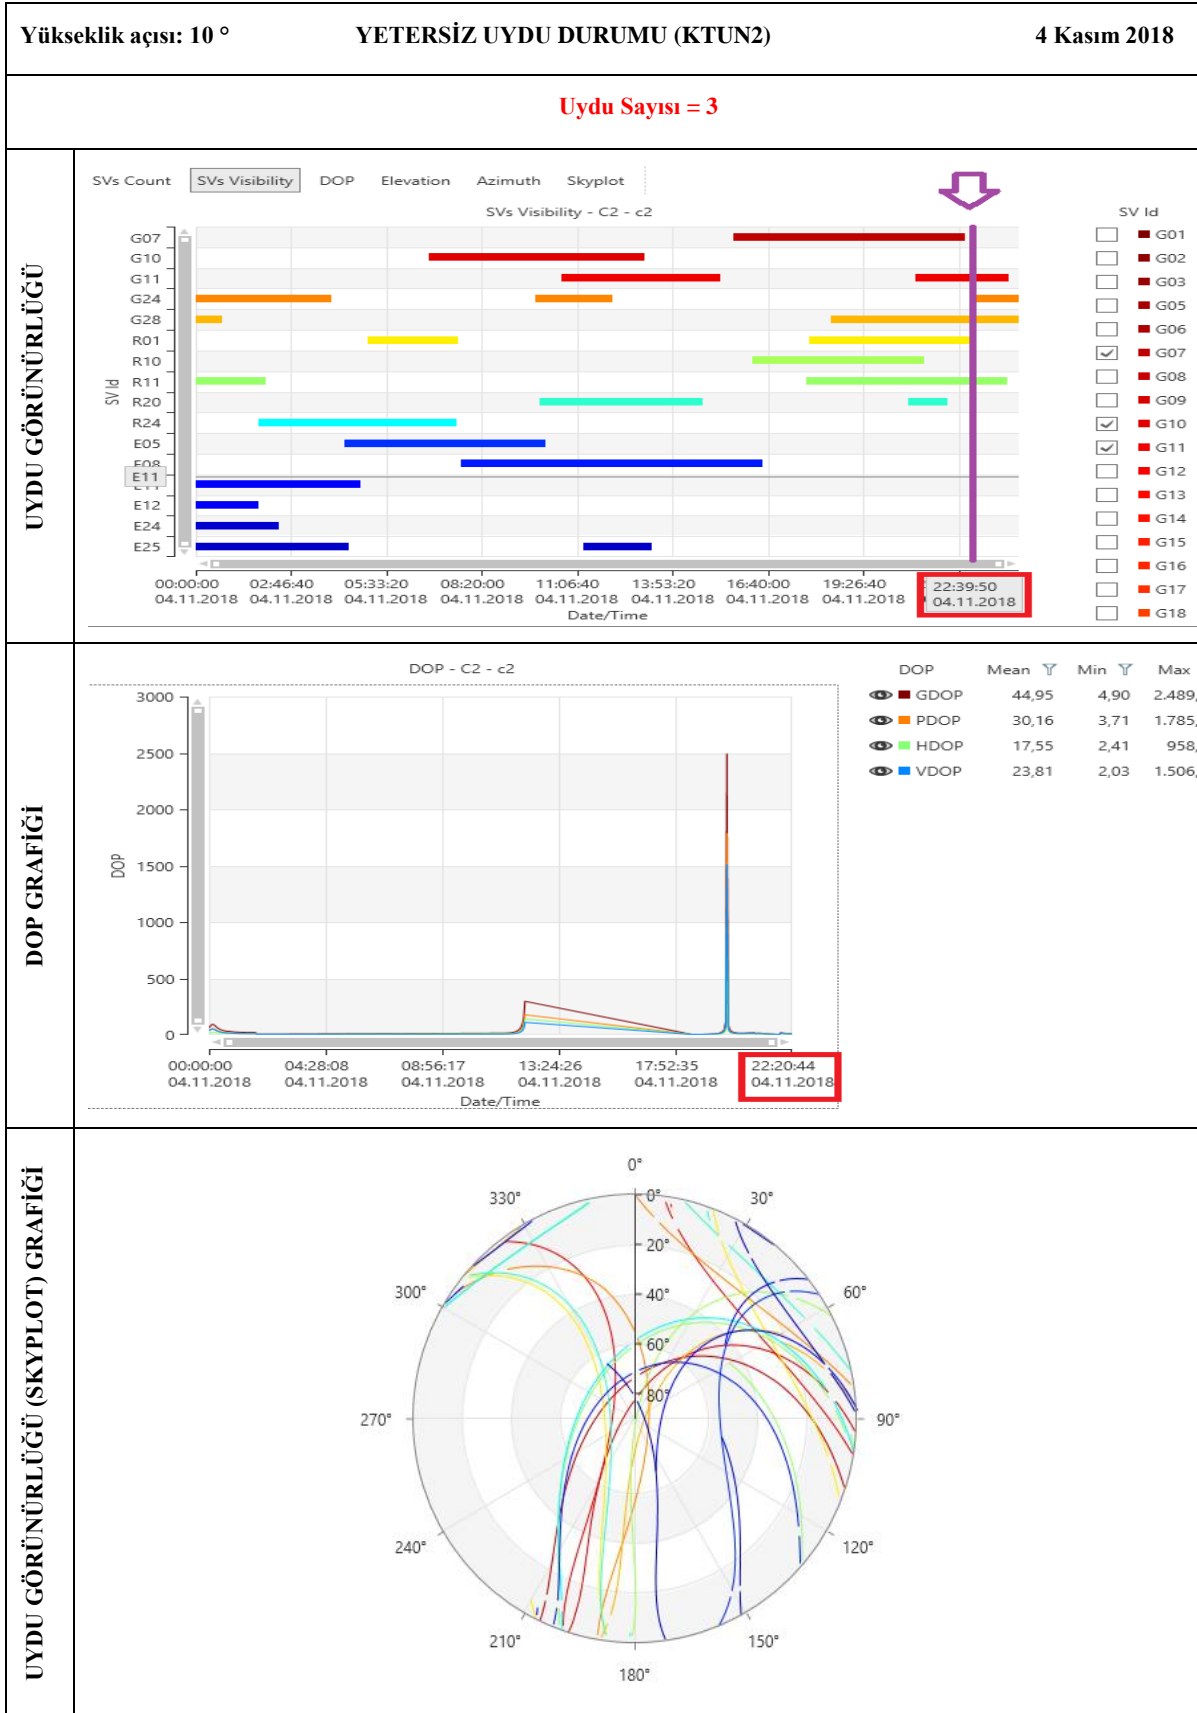 Yükseklik açısı: 10 ° YETERSİZ UYDU DURUMU (KTUN2) 4 Kasım 2018
Uydu Sayısı = 3
UYDU GÖRÜNÜRLÜĞÜ
SVs Count SVs Visibility DOP Elevation Azimuth Skyplot
SVs Visibility - C2 - c2
SV Id
G07
G10
G11
G24
G28
R01
R10
R11
R20
R24
E05
E08
E11
E12
E24
E25
SV Id
G01
G02
G03
G05
G06
G07
G08
G09
G10
G11
G12
G13
G14
G15
G16
G17
G18
00:00:00 02:46:40 05:33:20 08:20:00 11:06:40 13:53:20 16:40:00 19:26:40 22:39:50
04.11.2018 04.11.2018 04.11.2018 04.11.2018 04.11.2018 04.11.2018 04.11.2018 04.11.2018 04.11.2018
Date/Time
DOP GRAFİĞİ
DOP - C2 - c2
DOP
3000
2500
2000
1500
1000
500
0
00:00:00 04:28:08 08:56:17 13:24:26 17:52:35 22:20:44
04.11.2018 04.11.2018 04.11.2018 04.11.2018 04.11.2018 04.11.2018
Date/Time
DOP Mean Min Max
GDOP 44,95 4,90 2.489,
PDOP 30,16 3,71 1.785,
HDOP 17,55 2,41 958,
VDOP 23,81 2,03 1.506,
UYDU GÖRÜNÜRLÜĞÜ (SKYPLOT) GRAFİĞİ
0°
330° 0° 30°
20°
300° 40° 60°
60°
80°
270° 90°
240° 120°
210° 150°
180°